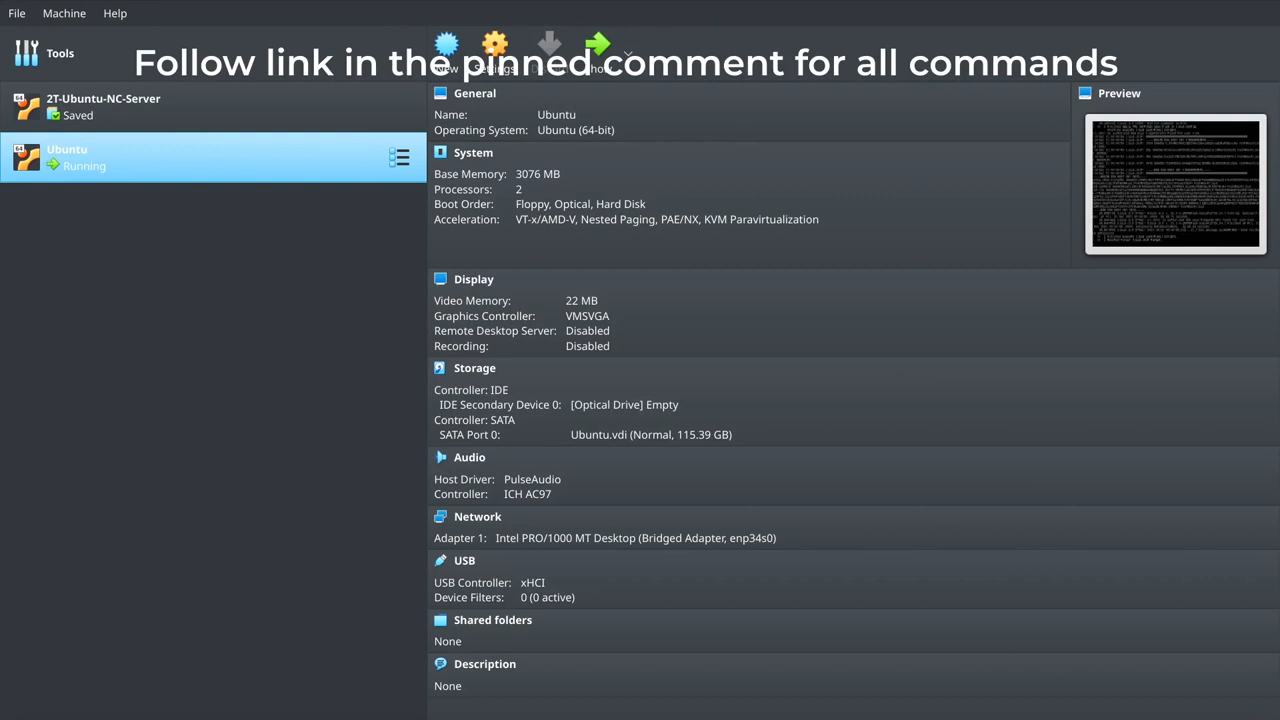 File Machine Help
Tools
Follow link in the pinned comment for all commands
2T-Ubuntu-NC-Server
Saved
Ubuntu
Running
General
Name: Ubuntu
Operating System: Ubuntu (64-bit)
System
Base Memory: 3076 MB
Processors: 2
Boot Order: Floppy, Optical, Hard Disk
Acceleration: VT-x/AMD-V, Nested Paging, PAE/NX, KVM Paravirtualization
Preview
Display
Video Memory: 22 MB
Graphics Controller: VMSVGA
Remote Desktop Server: Disabled
Recording: Disabled
Storage
Controller: IDE
IDE Secondary Device 0: [Optical Drive] Empty
Controller: SATA
SATA Port 0: Ubuntu.vdi (Normal, 115.39 GB)
Audio
Host Driver: PulseAudio
Controller: ICH AC97
Network
Adapter 1: Intel PRO/1000 MT Desktop (Bridged Adapter, enp34s0)
USB
USB Controller: xHCI
Device Filters: 0 (0 active)
Shared folders
None
Description
None